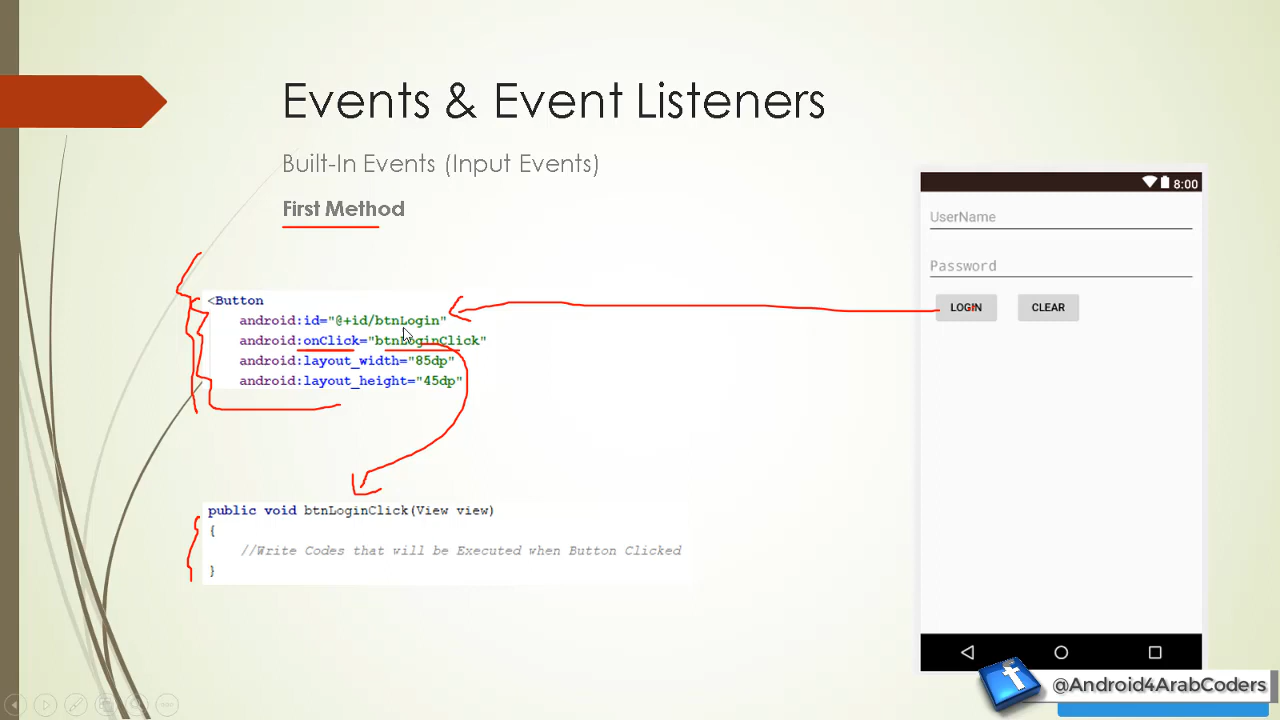 Events & Event Listeners
Built-In Events (Input Events)
First Method
<Button
android:id="@+id/btnLogin"
android:onClick="btnLoginClick"
android:layout_width="85dp"
android:layout_height="45dp"
public void btnLoginClick(View view)
{
//Write Codes that will be Executed when Button Clicked
}
8:00
UserName
Password
LOGIN CLEAR
@Android4ArabCoders